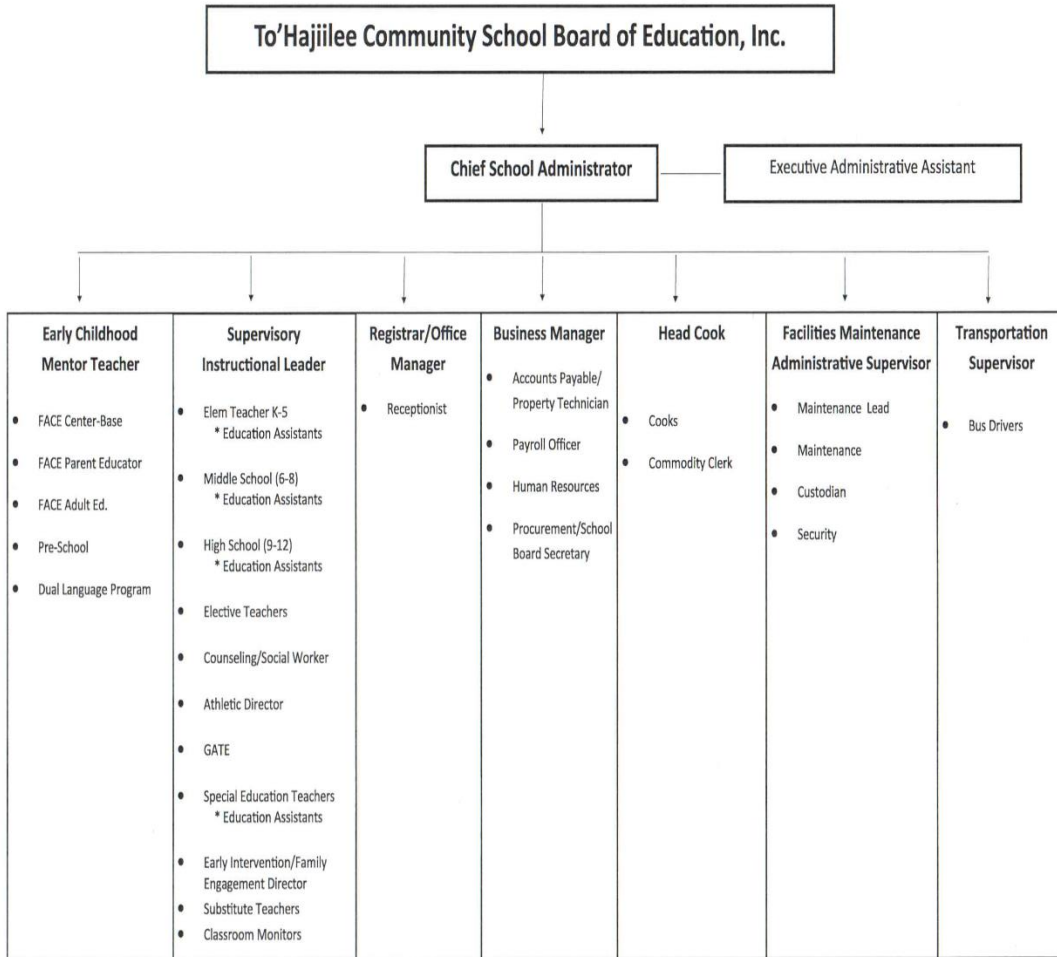 To'Hajiilee Community School Board of Education, Inc.
Chief School Administrator
Executive Administrative Assistant
Early Childhood
Mentor Teacher
• FACE Center-Base
• FACE Parent Educator
• FACE Adult Ed.
• Pre-School
• Dual Language Program
Supervisory
Instructional Leader
• Elem Teacher K-5
* Education Assistants
• Middle School (6-8)
* Education Assistants
• High School (9-12)
* Education Assistants
• Elective Teachers
• Counseling/Social Worker
• Athletic Director
• GATE
• Special Education Teachers
* Education Assistants
• Early Intervention/Family
Engagement Director
• Substitute Teachers
• Classroom Monitors
Registrar/Office
Manager
• Receptionist
Business Manager
• Accounts Payable/
Property Technician
• Payroll Officer
• Human Resources
• Procurement/School
Board Secretary
Head Cook
• Cooks
• Commodity Clerk
Facilities Maintenance
Administrative Supervisor
• Maintenance Lead
• Maintenance
• Custodian
• Security
Transportation
Supervisor
• Bus Drivers